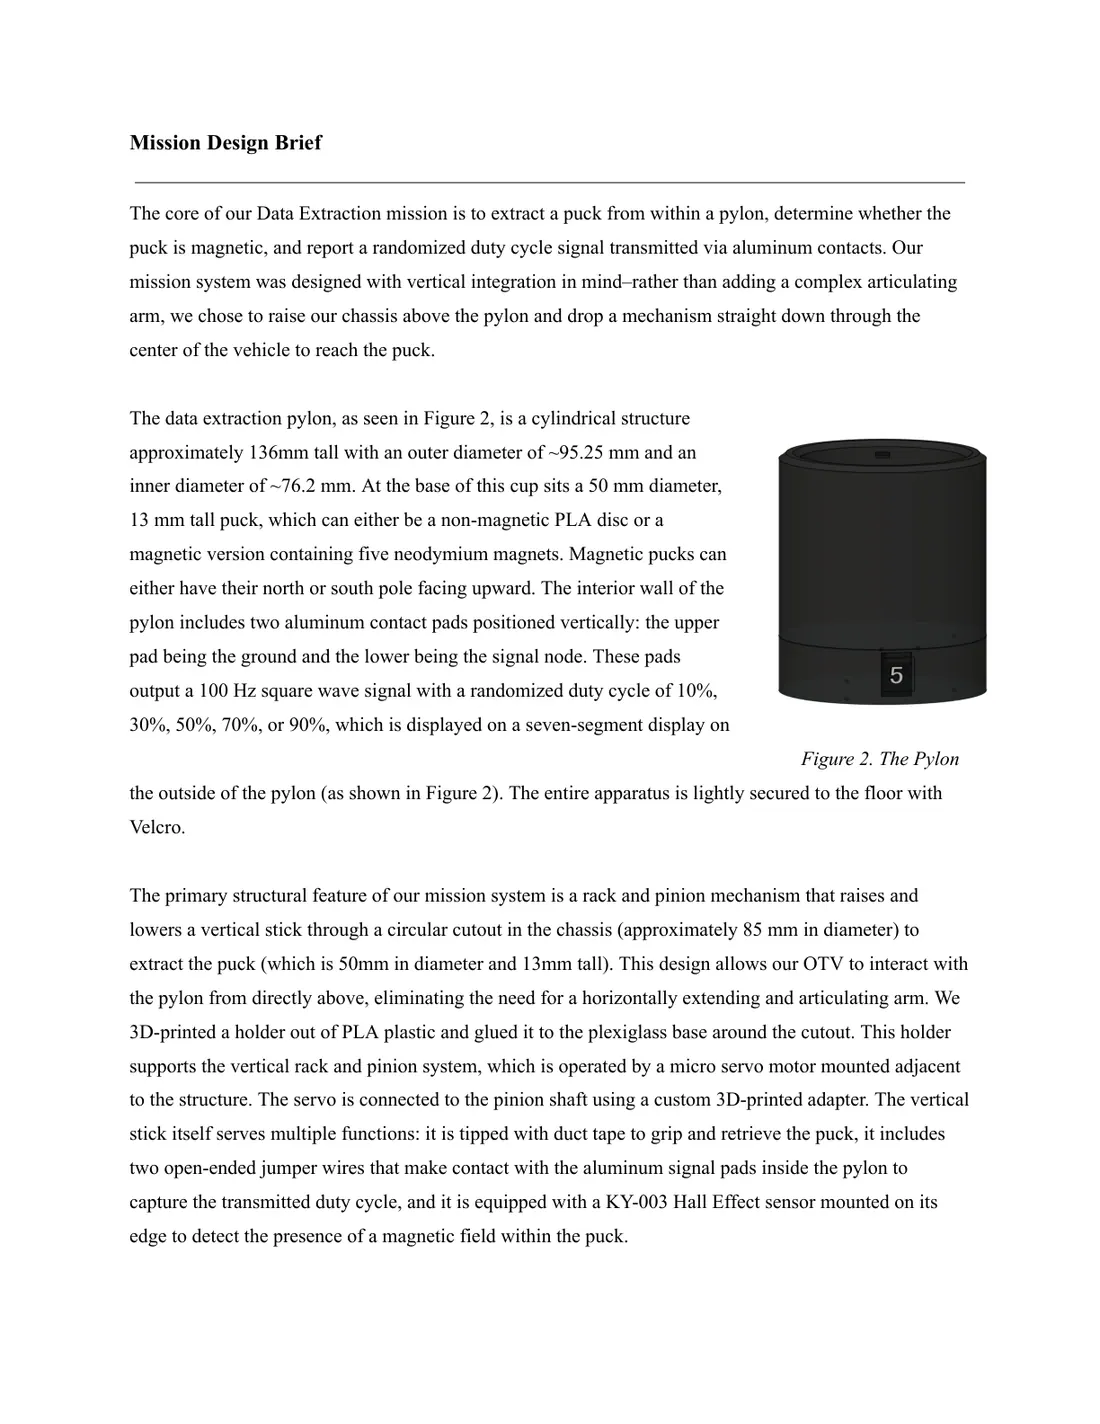 Mission Design Brief
The core of our Data Extraction mission is to extract a puck from within a pylon, determine whether the
puck is magnetic, and report a randomized duty cycle signal transmitted via aluminum contacts. Our
mission system was designed with vertical integration in mind–rather than adding a complex articulating
arm, we chose to raise our chassis above the pylon and drop a mechanism straight down through the
center of the vehicle to reach the puck.
The data extraction pylon, as seen in Figure 2, is a cylindrical structure
approximately 136mm tall with an outer diameter of ~95.25 mm and an
inner diameter of ~76.2 mm. At the base of this cup sits a 50 mm diameter,
13 mm tall puck, which can either be a non-magnetic PLA disc or a
magnetic version containing five neodymium magnets. Magnetic pucks can
either have their north or south pole facing upward. The interior wall of the
pylon includes two aluminum contact pads positioned vertically: the upper
pad being the ground and the lower being the signal node. These pads
output a 100 Hz square wave signal with a randomized duty cycle of 10%,
30%, 50%, 70%, or 90%, which is displayed on a seven-segment display on
5
Figure 2. The Pylon
the outside of the pylon (as shown in Figure 2). The entire apparatus is lightly secured to the floor with
Velcro.
The primary structural feature of our mission system is a rack and pinion mechanism that raises and
lowers a vertical stick through a circular cutout in the chassis (approximately 85 mm in diameter) to
extract the puck (which is 50mm in diameter and 13mm tall). This design allows our OTV to interact with
the pylon from directly above, eliminating the need for a horizontally extending and articulating arm. We
3D-printed a holder out of PLA plastic and glued it to the plexiglass base around the cutout. This holder
supports the vertical rack and pinion system, which is operated by a micro servo motor mounted adjacent
to the structure. The servo is connected to the pinion shaft using a custom 3D-printed adapter. The vertical
stick itself serves multiple functions: it is tipped with duct tape to grip and retrieve the puck, it includes
two open-ended jumper wires that make contact with the aluminum signal pads inside the pylon to
capture the transmitted duty cycle, and it is equipped with a KY-003 Hall Effect sensor mounted on its
edge to detect the presence of a magnetic field within the puck.